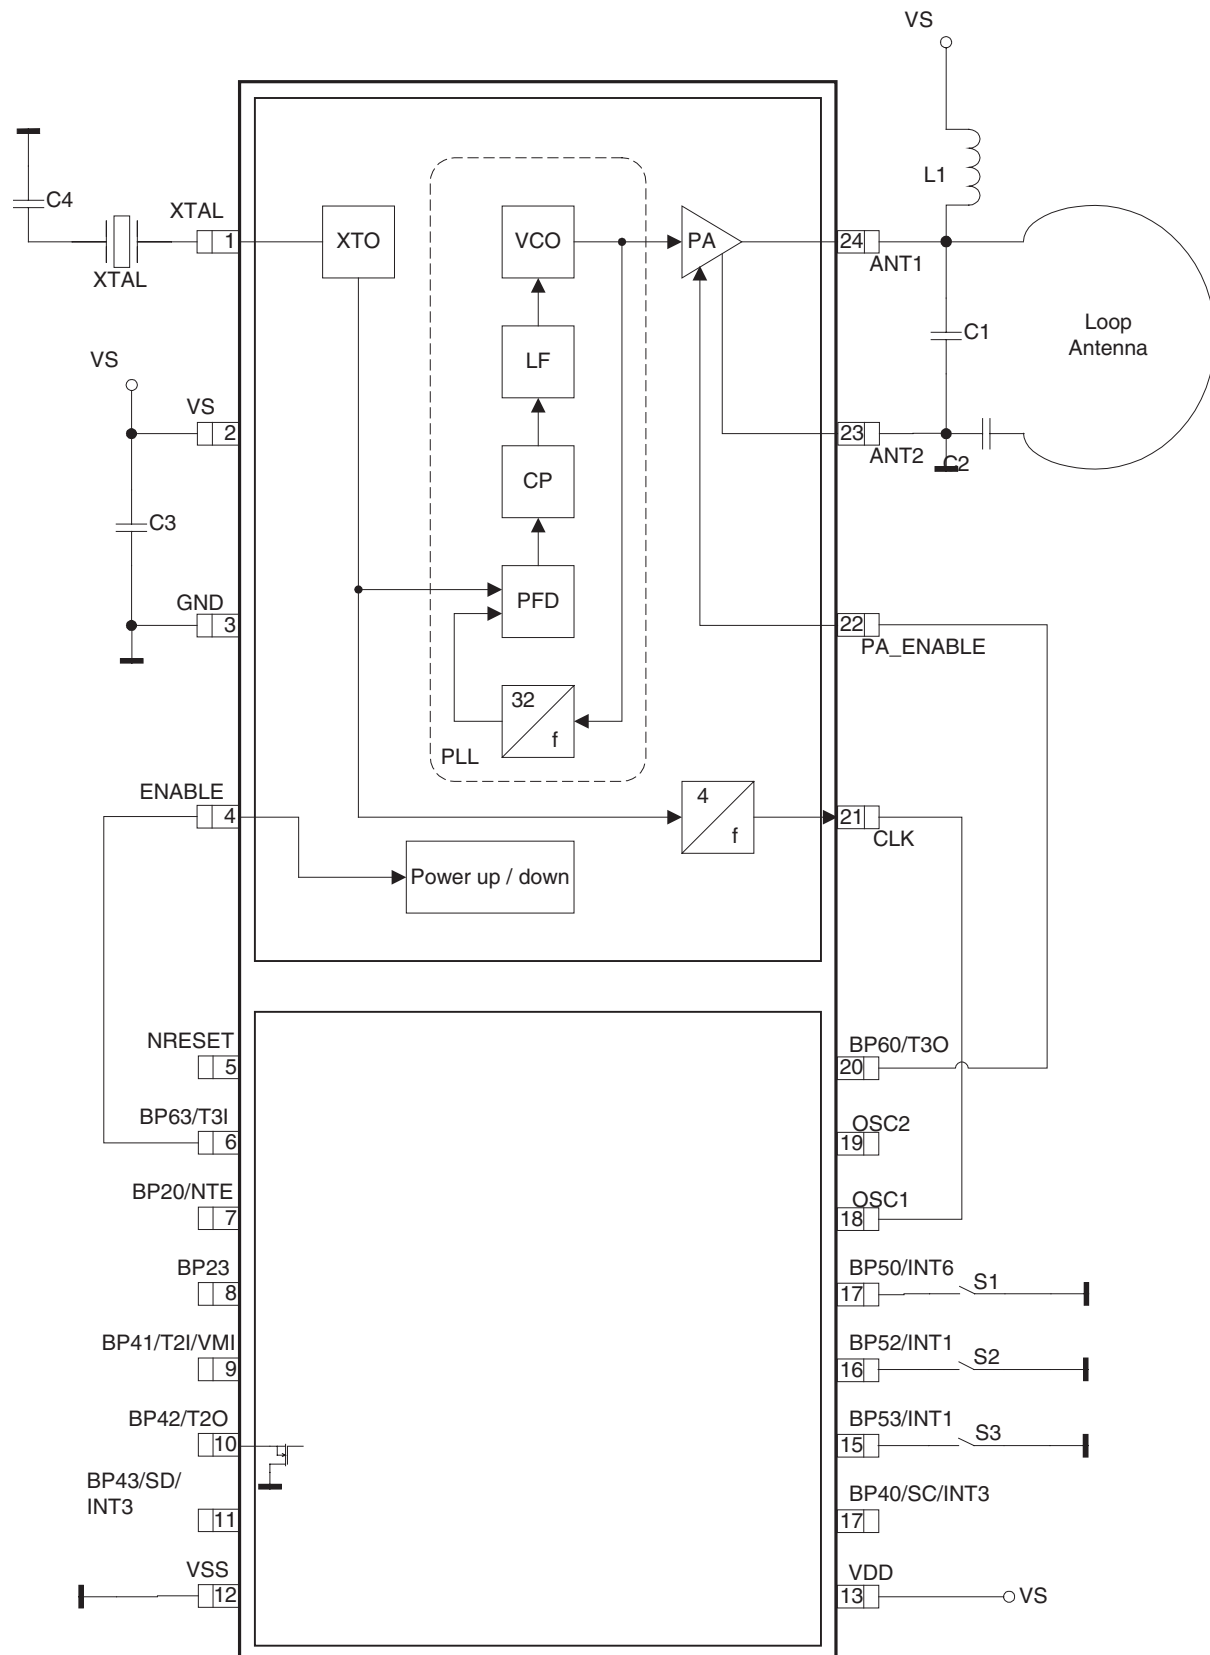 VS
C4
XTAL
1
XTAL
XTO
VCO
PA
24
ANT1
L1
C1
Loop
Antenna
LF
VS
VS
2
23
ANT2
C2
CP
C3
PFD
GND
3
22
PA_ENABLE
32
f
PLL
ENABLE
4
4
f
21
CLK
Power up / down
NRESET
5
BP60/T3O
20
BP63/T3I
6
OSC2
19
BP20/NTE
7
OSC1
18
BP23
8
BP50/INT6
17
S1
BP41/T2I/VMI
9
BP52/INT1
16
S2
BP42/T2O
10
BP53/INT1
15
S3
BP43/SD/
INT3
11
BP40/SC/INT3
17
VSS
12
VDD
13
VS